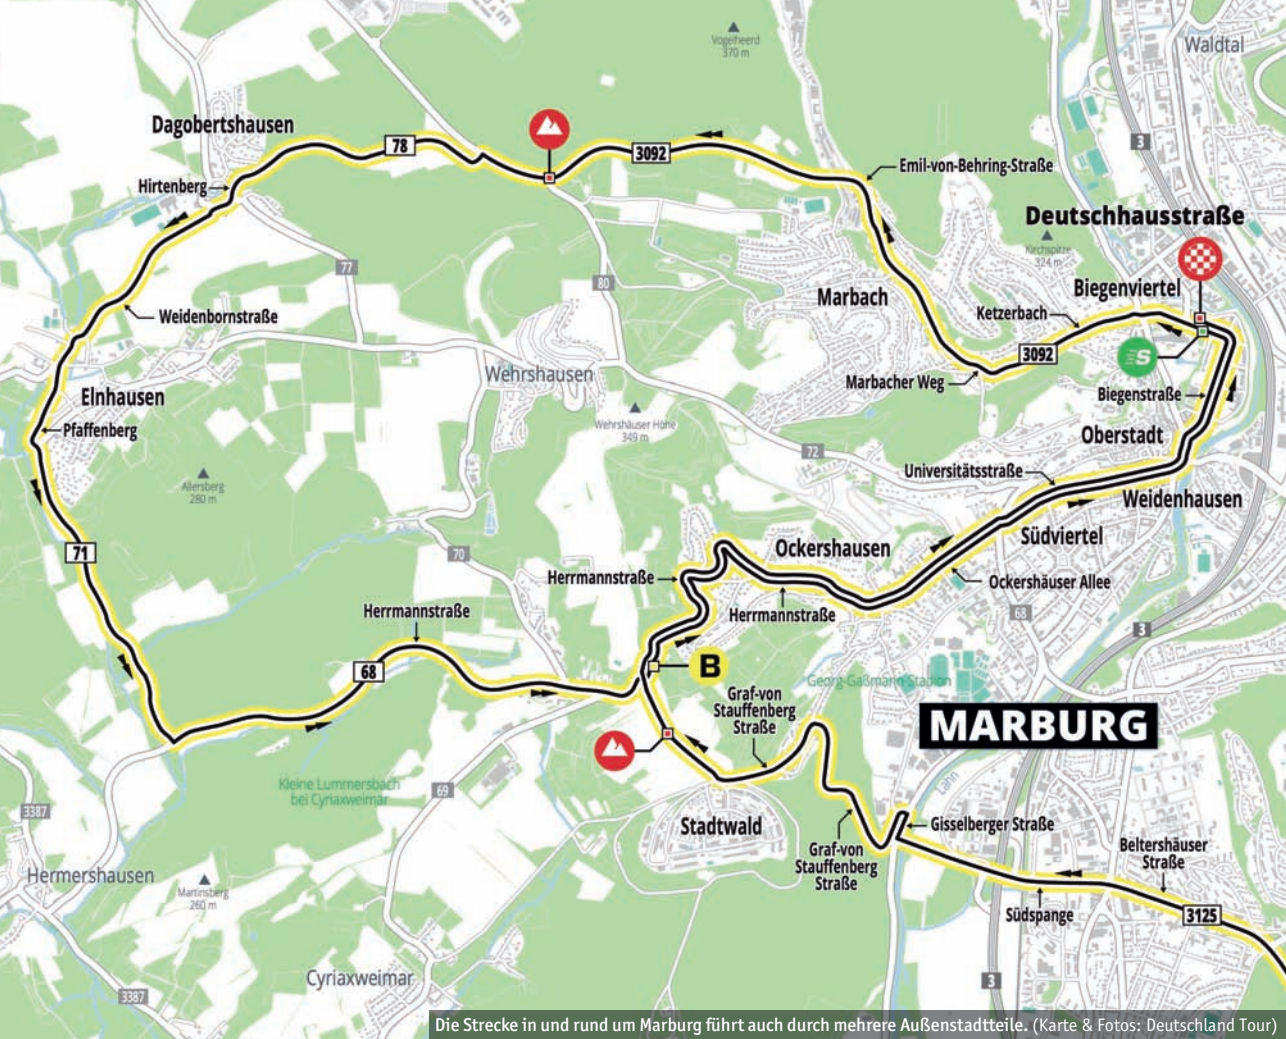 Waldtal
Vogelheerd
370 m
Dagobertshausen
78
3092
3
Emil-von-Behring-Straße
Hirtenberg
Deutschhausstraße
Kirchspitze
324 m
77
80
Biegenviertel
Marbach
Ketzerbach
Weidenbornstraße
3092
S
Wehrshausen
Marbacher Weg
Elnhausen
Biegenstraße
Pfaffenberg
Wehrshäuser Höhe
349 m
Oberstadt
72
Allersberg
280 m
Universitätsstraße
Weidenhausen
Südviertel
71
70
Ockershausen
Herrmannstraße
Ockershäuser Allee
Herrmannstraße
Herrmannstraße
68
3
68
B
Georg-Gaßmann-Stadion
Graf-von
Stauffenberg
Straße
MARBURG
Kleine Lummersbach
bei Cyriaxweimar
69
Lahn
3387
Stadtwald
Gisselberger Straße
Graf-von
Stauffenberg
Straße
Beltershäuser
Straße
Hermershausen
Martinsberg
260 m
Südspange
3125
Cyriaxweimar
3
3387
Die Strecke in und rund um Marburg führt auch durch mehrere Außenstadtteile. (Karte & Fotos: Deutschland Tour)